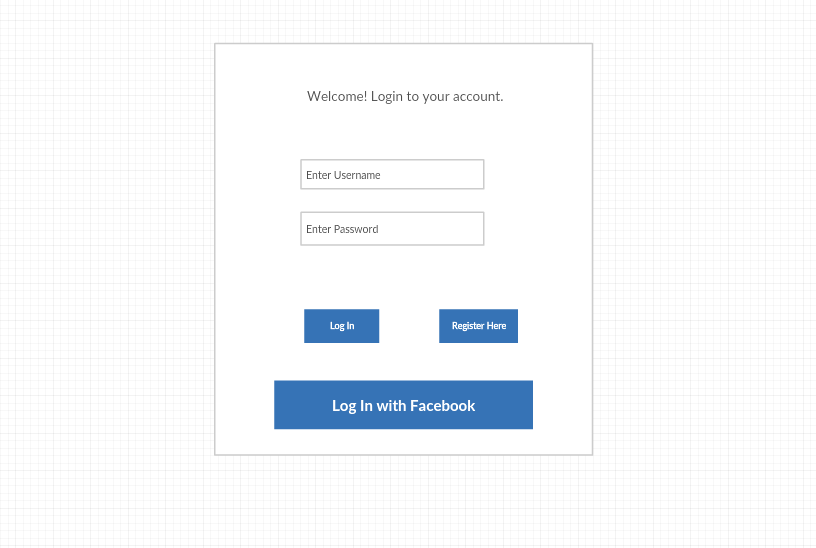 Welcome! Login to your account.
Enter Username
Enter Password
Log In
Register Here
Log In with Facebook